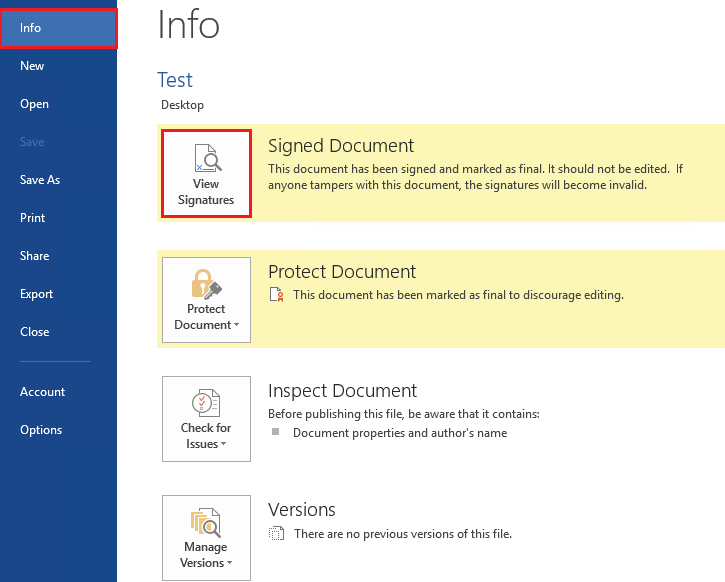 Info
New
Open
Save
Save As
Print
Share
Export
Close
Account
Options
Info
Test
Desktop
View
Signatures
Signed Document
This document has been signed and marked as final. It should not be edited.  If
anyone tampers with this document, the signatures will become invalid.
Protect
Document
Protect Document
This document has been marked as final to discourage editing.
Check for
Issues
Inspect Document
Before publishing this file, be aware that it contains:
Document properties and author's name
Manage
Versions
Versions
There are no previous versions of this file.